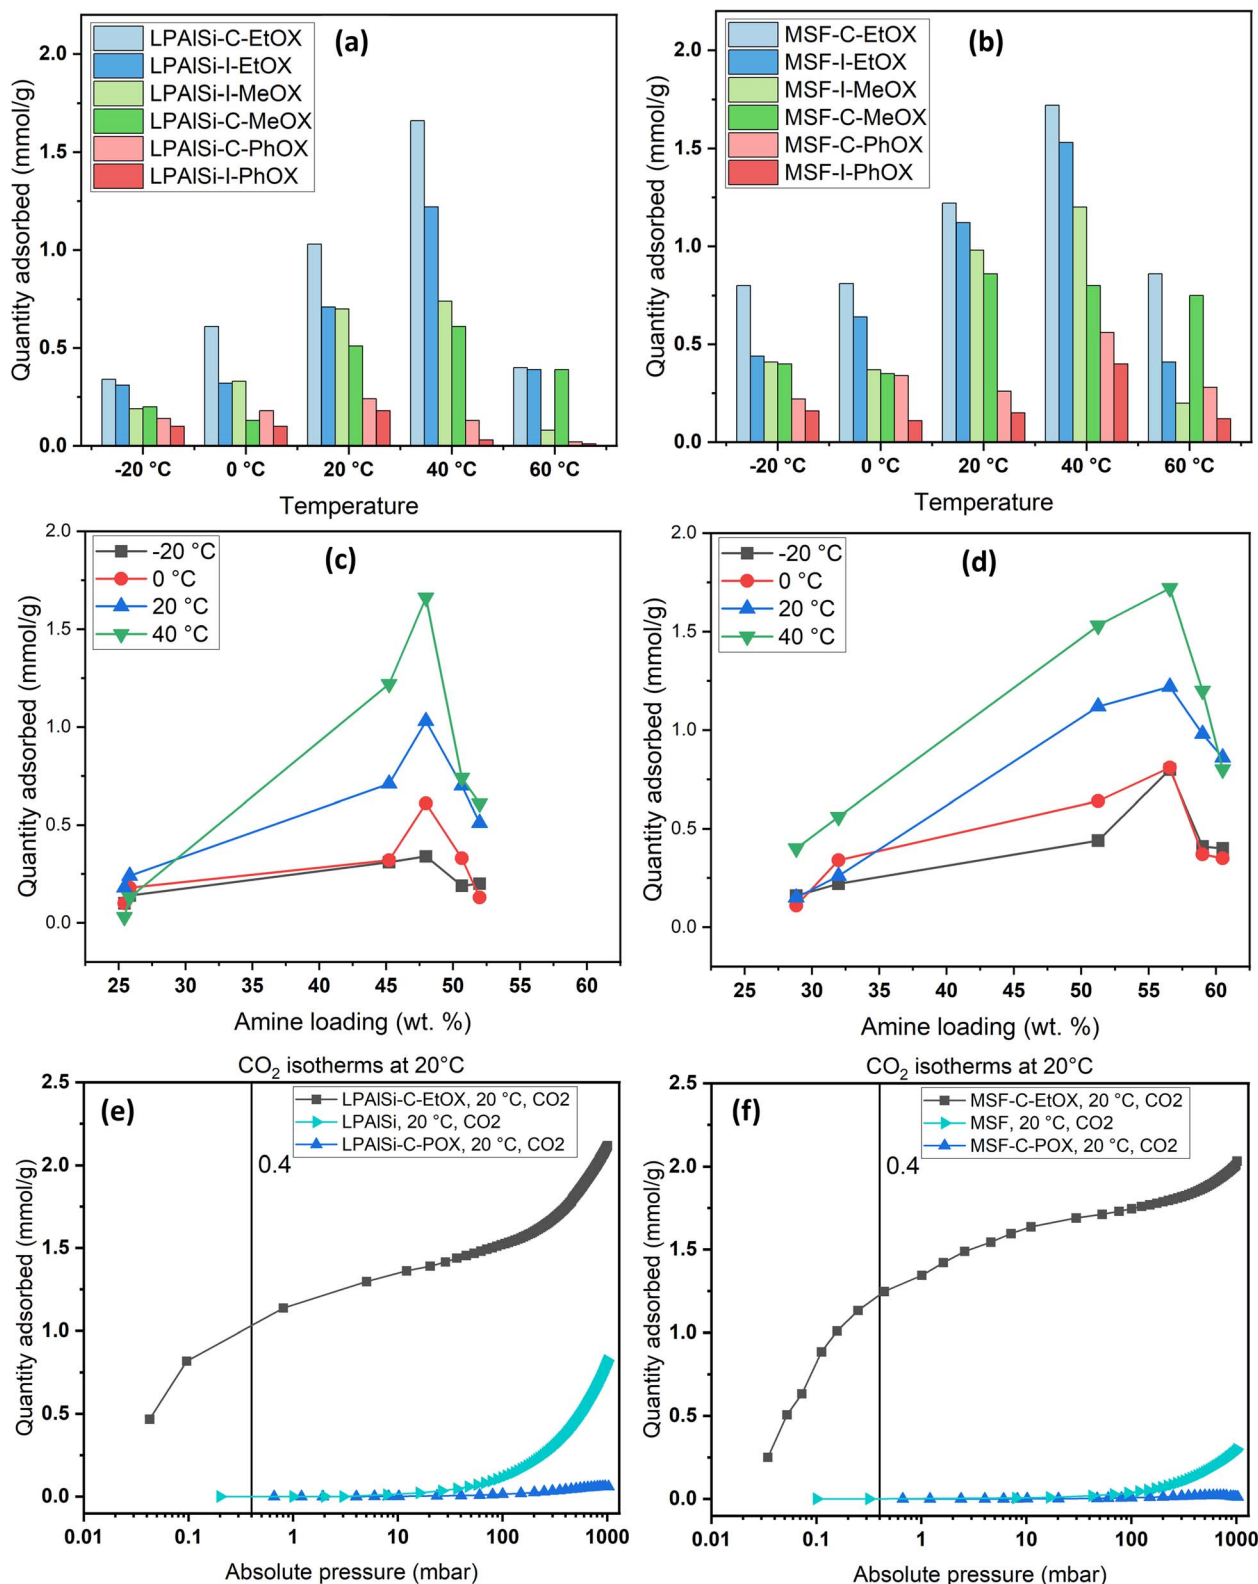 LPAlSi-C-EtOX
LPAlSi-I-EtOX
LPAlSi-I-MeOX
LPAlSi-C-MeOX
LPAlSi-C-PhOX
LPAlSi-I-PhOX
(a)
Quantity adsorbed (mmol/g)
2.0
1.5
1.0
0.5
0.0
-20 °C 0 °C 20 °C 40 °C 60 °C
Temperature
MSF-C-EtOX
MSF-I-EtOX
MSF-I-MeOX
MSF-C-MeOX
MSF-C-PhOX
MSF-I-PhOX
(b)
Quantity adsorbed (mmol/g)
2.0
1.5
1.0
0.5
0.0
-20 °C 0 °C 20 °C 40 °C 60 °C
Temperature
-20 °C
0 °C
20 °C
40 °C
(c)
Quantity adsorbed (mmol/g)
2.0
1.5
1.0
0.5
0.0
25 30 35 40 45 50 55 60
Amine loading (wt. %)
-20 °C
0 °C
20 °C
40 °C
(d)
Quantity adsorbed (mmol/g)
2.0
1.5
1.0
0.5
0.0
25 30 35 40 45 50 55 60
Amine loading (wt. %)
CO2 isotherms at 20°C
(e)
LPAlSi-C-EtOX, 20 °C, CO2
LPAlSi, 20 °C, CO2
LPAlSi-C-POX, 20 °C, CO2
0.4
Quantity adsorbed (mmol/g)
2.5
2.0
1.5
1.0
0.5
0.0
0.01 0.1 1 10 100 1000
Absolute pressure (mbar)
CO2 isotherms at 20°C
(f)
MSF-C-EtOX, 20 °C, CO2
MSF, 20 °C, CO2
MSF-C-POX, 20 °C, CO2
0.4
Quantity adsorbed (mmol/g)
2.5
2.0
1.5
1.0
0.5
0.0
0.01 0.1 1 10 100 1000
Absolute pressure (mbar)